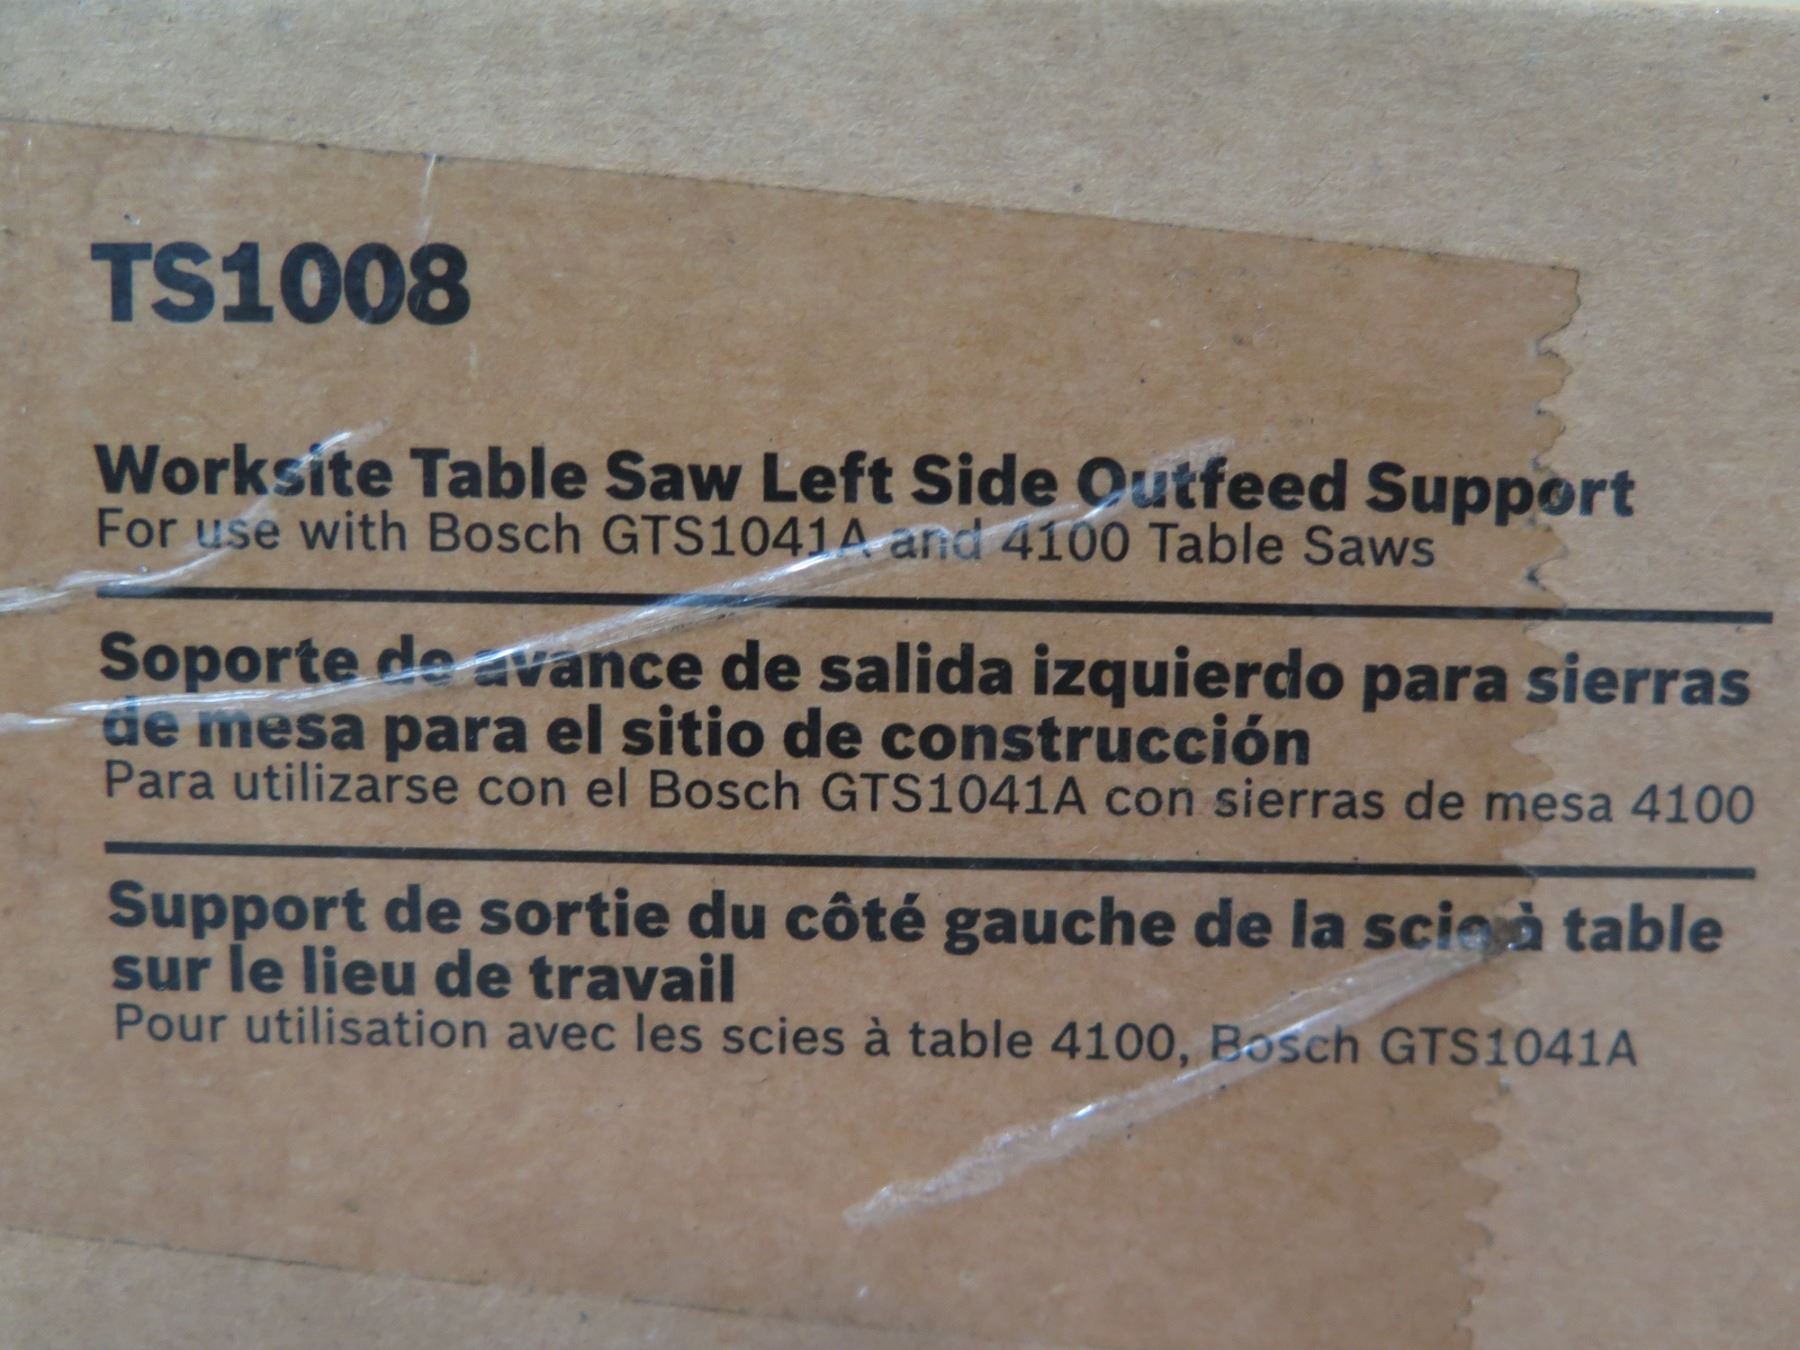 TS1008
Worksite Table Saw Left Side Outfeed Support
For use with Bosch GTS1041A and 4100 Table Saws
Soporte de avance de salida izquierdo para sierras
de mesa para el sitio de construcción
Para utilizarse con el Bosch GTS1041A con sierras de mesa 4100
Support de sortie du côté gauche de la scie à table
sur le lieu de travail
Pour utilisation avec les scies à table 4100, Bosch GTS1041A